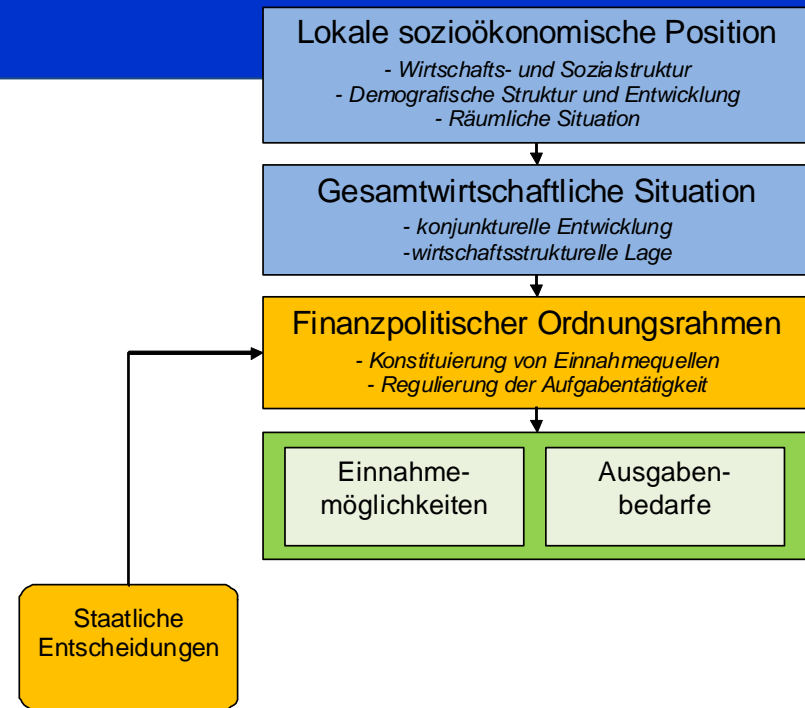 Lokale sozioökonomische Position
- Wirtschafts- und Sozialstruktur
- Demografische Struktur und Entwicklung
- Räumliche Situation
Gesamtwirtschaftliche Situation
- konjunkturelle Entwicklung
-wirtschaftsstrukturelle Lage
Finanzpolitischer Ordnungsrahmen
- Konstituierung von Einnahmequellen
- Regulierung der Aufgabentätigkeit
Einnahme-
möglichkeiten
Ausgaben-
bedarfe
Staatliche
Entscheidungen